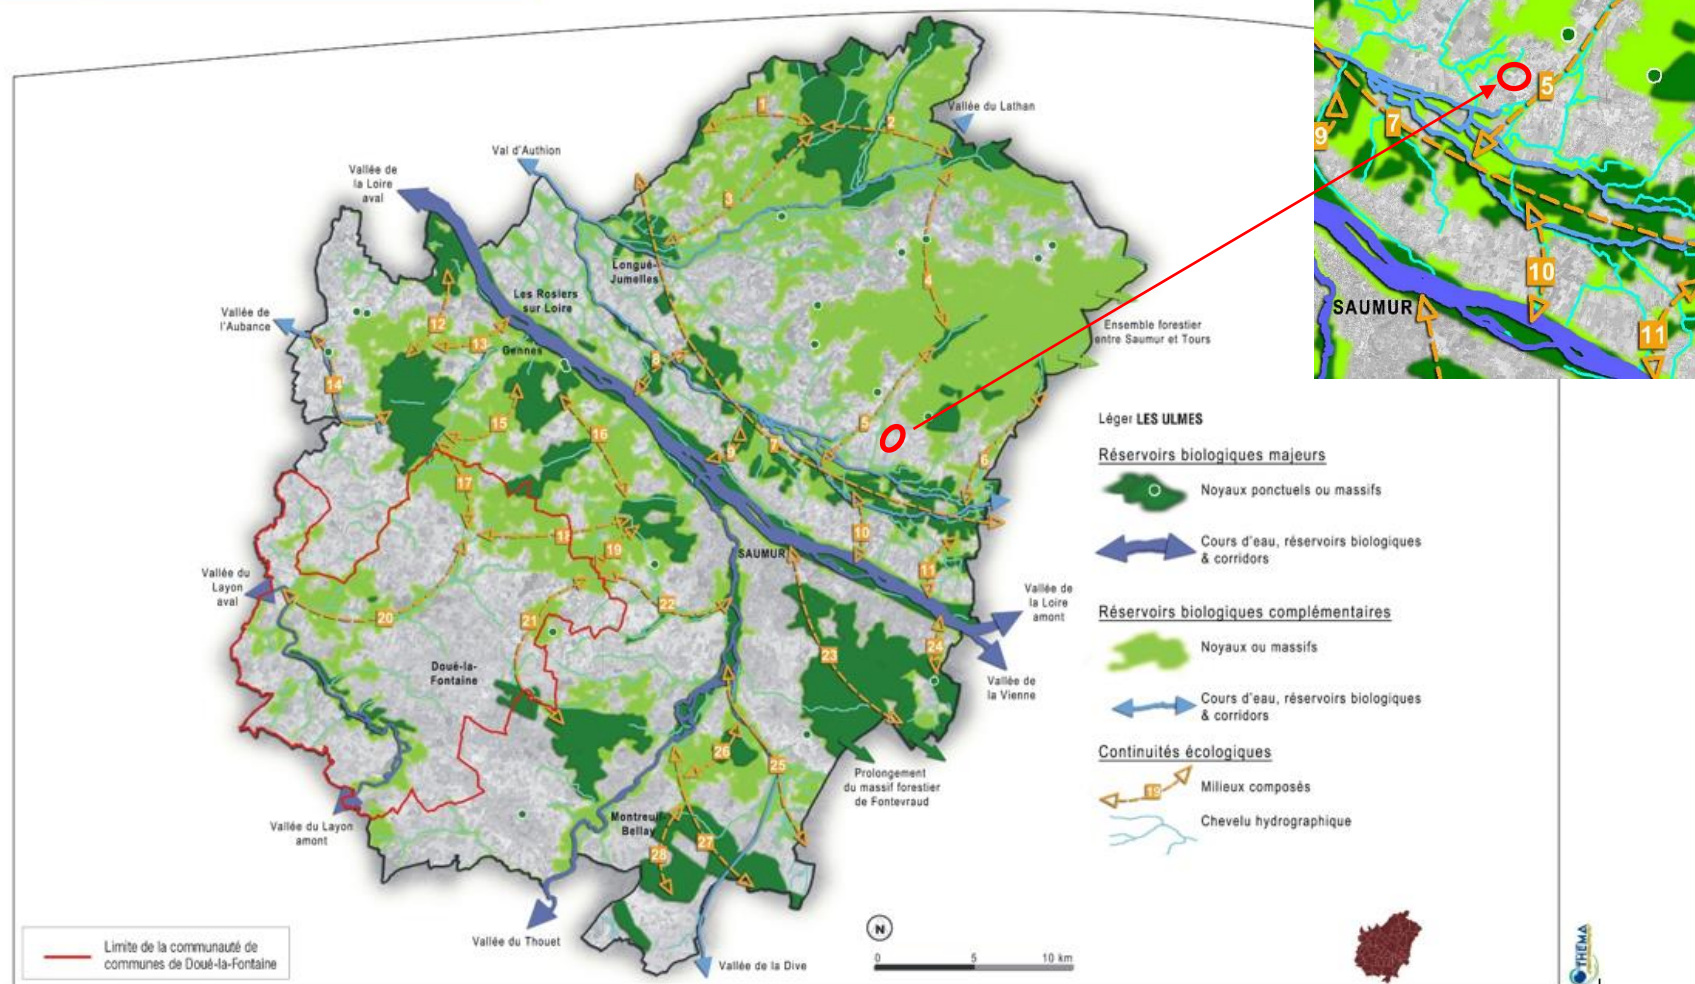 Vallée du Lathan
Val d'Authion
Vallée de
la Loire
aval
1
2
3
4
Longué-
Jumelles
Les Rosiers
sur Loire
Vallée de
l'Aubance
12
13
Gennes
8
14
15
16
5
7
9
6
Ensemble forestier
entre Saumur et Tours
17
18
19
10
SAUMUR
11
Vallée du
Layon
aval
20
21
22
23
24
Vallée de
la Loire
amont
Vallée de
la Vienne
Doué-la-
Fontaine
26
25
Prolongement
du massif forestier
de Fontevraud
Vallée du Layon
amont
Montreuil-
Bellay
27
28
Vallée du Thouet
Vallée de la Dive
5
7
9
10
SAUMUR
11
Léger LES ULMES
Réservoirs biologiques majeurs
Noyaux ponctuels ou massifs
Cours d'eau, réservoirs biologiques
& corridors
Réservoirs biologiques complémentaires
Noyaux ou massifs
Cours d'eau, réservoirs biologiques
& corridors
Continuités écologiques
19
Milieux composés
Chevelu hydrographique
Limite de la communauté de
communes de Doué-la-Fontaine
N
0 5 10 km
THEMA